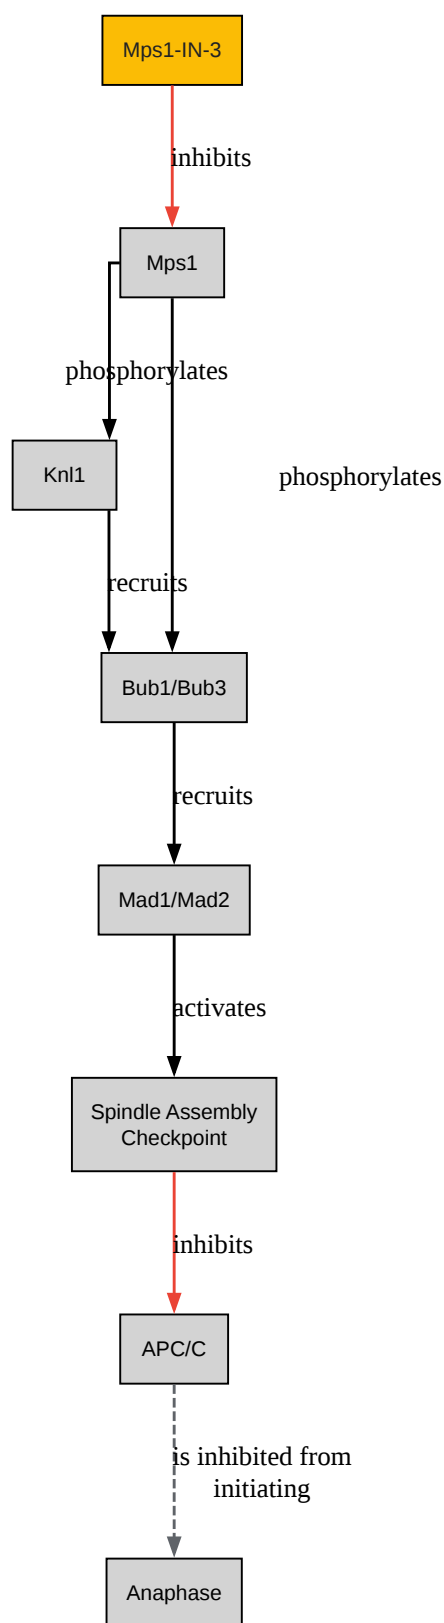 Mps1-IN-3
inhibits
Mps1
phosphorylates
Knl1
phosphorylates
recruits
Bub1/Bub3
recruits
Mad1/Mad2
activates
Spindle Assembly
Checkpoint
inhibits
APC/C
is inhibited from
initiating
Anaphase